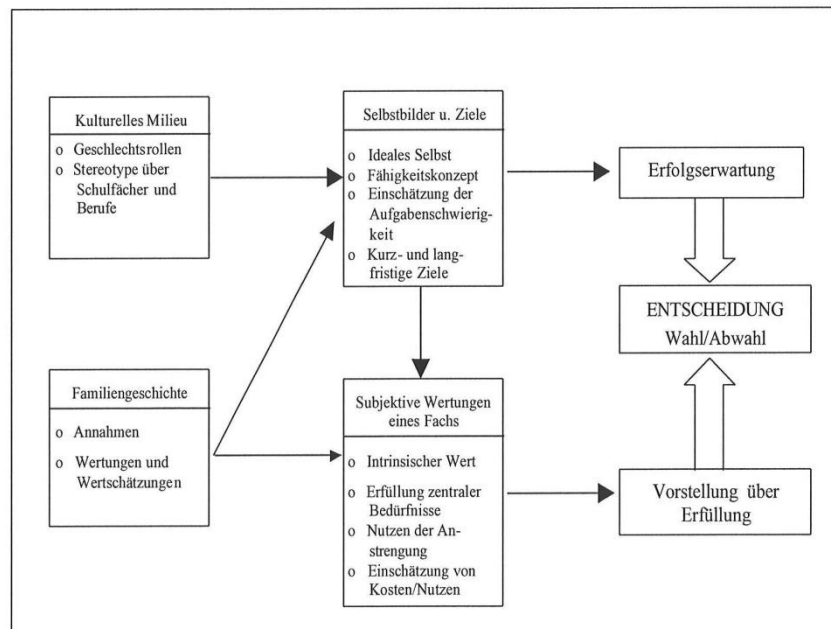 Kulturelles Milieu
o Geschlechtsrollen
o Stereotype über
Schulfächer und
Berufe
Selbstbilder u. Ziele
o Ideales Selbst
o Fähigkeitskonzept
o Einschätzung der
Aufgabenschwierig-
keit
o Kurz- und lang-
fristige Ziele
Erfolgserwartung
ENTSCHEIDUNG
Wahl/Abwahl
Familiengeschichte
o Annahmen
o Wertungen und
Wertschätzungen
Subjektive Wertungen
eines Fachs
o Intrinsischer Wert
o Erfüllung zentraler
Bedürfnisse
o Nutzen der An-
strengung
o Einschätzung von
Kosten/Nutzen
Vorstellung über
Erfüllung